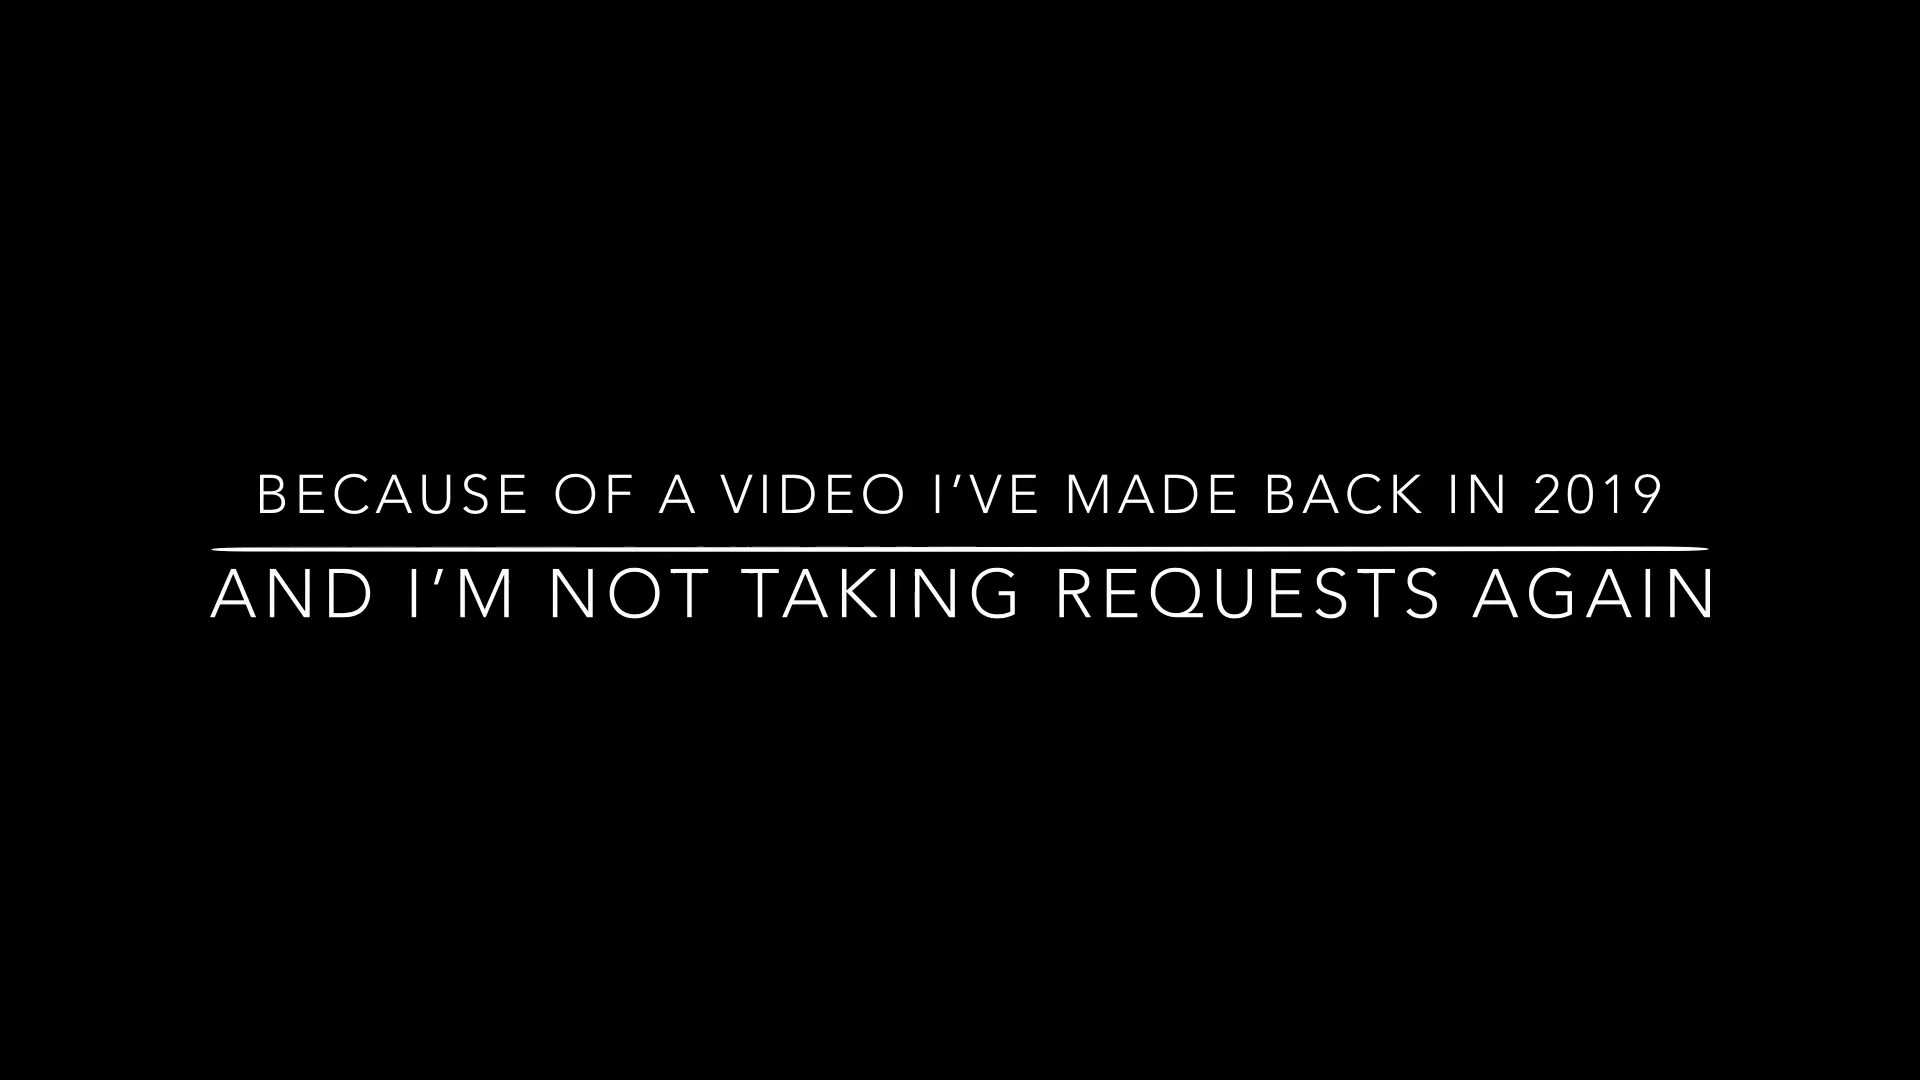 BECAUSE OF A VIDEO I’VE MADE BACK IN 2019
AND I’M NOT TAKING REQUESTS AGAIN